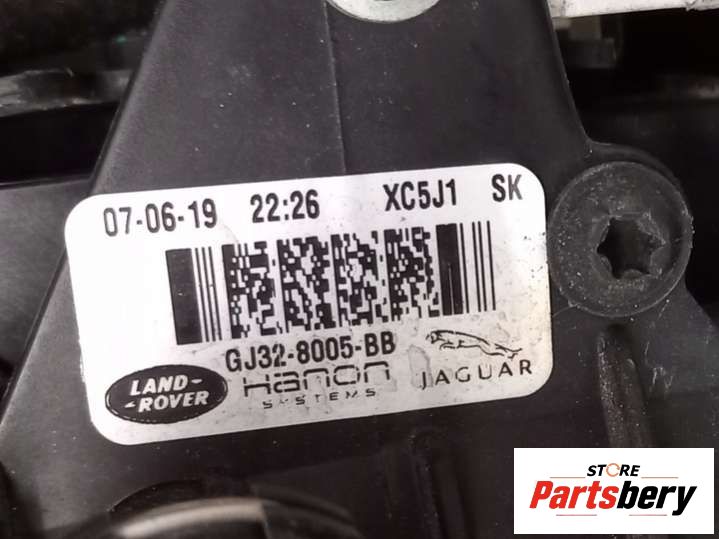 07-06-19 22:26 XC5J1 SK
GJ32-8005-BB
LAND-
-ROVER
Hanon
SYSTEMS
JAGUAR
STORE
Partsbery